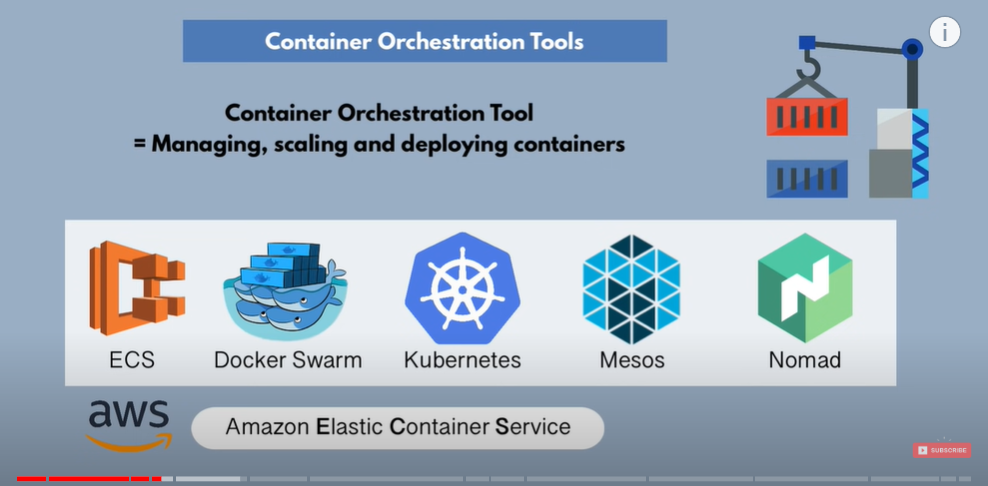 Container Orchestration Tools
i
Container Orchestration Tool
= Managing, scaling and deploying containers
ECS
Docker Swarm
Kubernetes
Mesos
Nomad
aws
Amazon Elastic Container Service
SUBSCRIBE